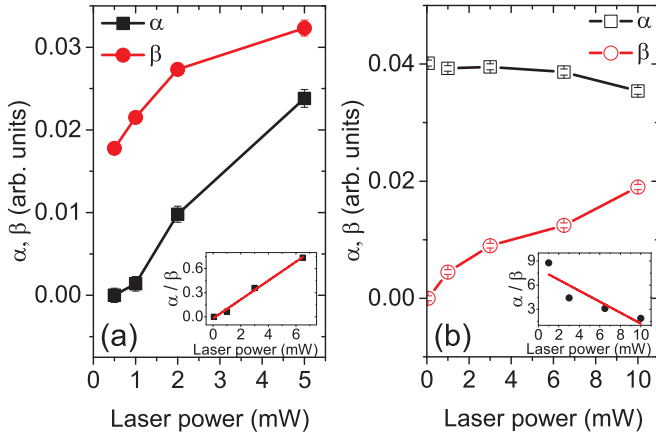 α
β
0.03
0.02
0.01
0.00
α, β (arb. units)
(a)
0 1 2 3 4 5
Laser power (mW)
α / β
0.6
0.0
0 2 4 6
Laser power (mW)
α
β
0.04
0.02
0.00
α, β (arb. units)
(b)
0 2 4 6 8 10
Laser power (mW)
α / β
9
6
3
0 2 4 6 8 10
Laser power (mW)